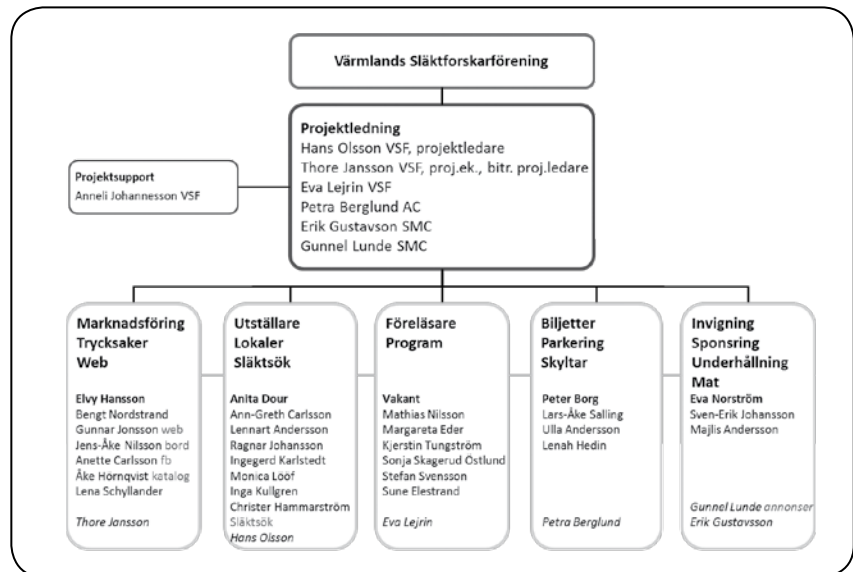 Värmlands Släktforskarförening
Projektledning
Hans Olsson VSF, projektledare
Thore Jansson VSF, proj.ek., bitr. proj.ledare
Eva Lejrin VSF
Petra Berglund AC
Erik Gustavson SMC
Gunnel Lunde SMC
Projektsupport
Anneli Johannesson VSF
Marknadsföring
Trycksaker
Web
Elvy Hansson
Bengt Nordstrand
Gunnar Jonsson web
Jens-Åke Nilsson bord
Anette Carlsson fb
Åke Hörnqvist katalog
Lena Schyllander
Thore Jansson
Utställare
Lokaler
Släktsök
Anita Dour
Ann-Greth Carlsson
Lennart Andersson
Ragnar Johansson
Ingegerd Karlstedt
Monica Lööf
Inga Kullgren
Christer Hammarström
Släktsök
Hans Olsson
Föreläsare
Program
Vakant
Mathias Nilsson
Margareta Eder
Kjerstin Tungström
Sonja Skagerud Östlund
Stefan Svensson
Sune Elestrand
Eva Lejrin
Biljetter
Parkering
Skyltar
Peter Borg
Lars-Åke Salling
Ulla Andersson
Lenah Hedin
Petra Berglund
Invigning
Sponsring
Underhållning
Mat
Eva Norström
Sven-Erik Johansson
Majlis Andersson
Gunnel Lunde annonser
Erik Gustavsson